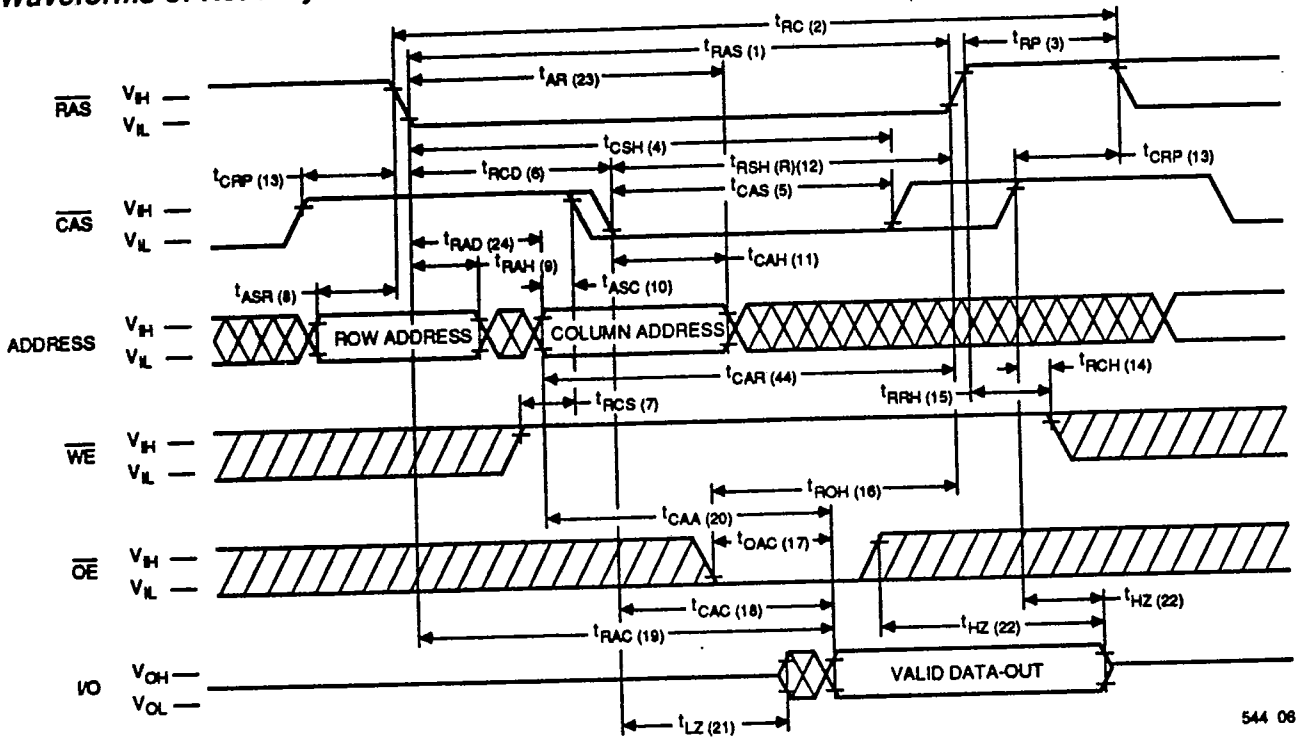 Waveforms of
tRC (2)
tRAS (1)
tRP (3)
tAR (23)
RAS
VIH
VIL
tCSH (4)
tCRP (13)
tRCD (6)
tRSH (R)(12)
tCRP (13)
tCAS (5)
CAS
VIH
VIL
tRAD (24)
tRAH (9)
tCAH (11)
tASR (8)
tASC (10)
ADDRESS
VIH
VIL
ROW ADDRESS
COLUMN ADDRESS
tCAR (44)
tRCH (14)
tRRH (15)
tRCS (7)
WE
VIH
VIL
tROH (16)
tCAA (20)
tOAC (17)
OE
VIH
VIL
tCAC (18)
tHZ (22)
tRAC (19)
tHZ (22)
I/O
VOH
VOL
VALID DATA-OUT
tLZ (21)
544 06